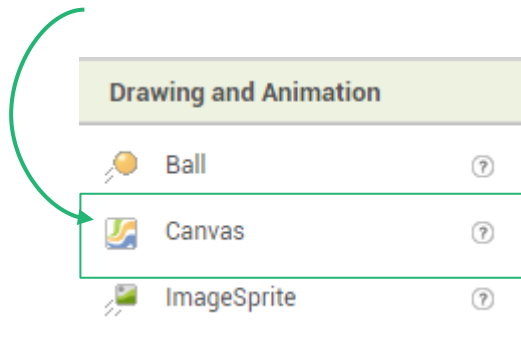 Drawing and Animation
Ball ?
Canvas ?
ImageSprite ?